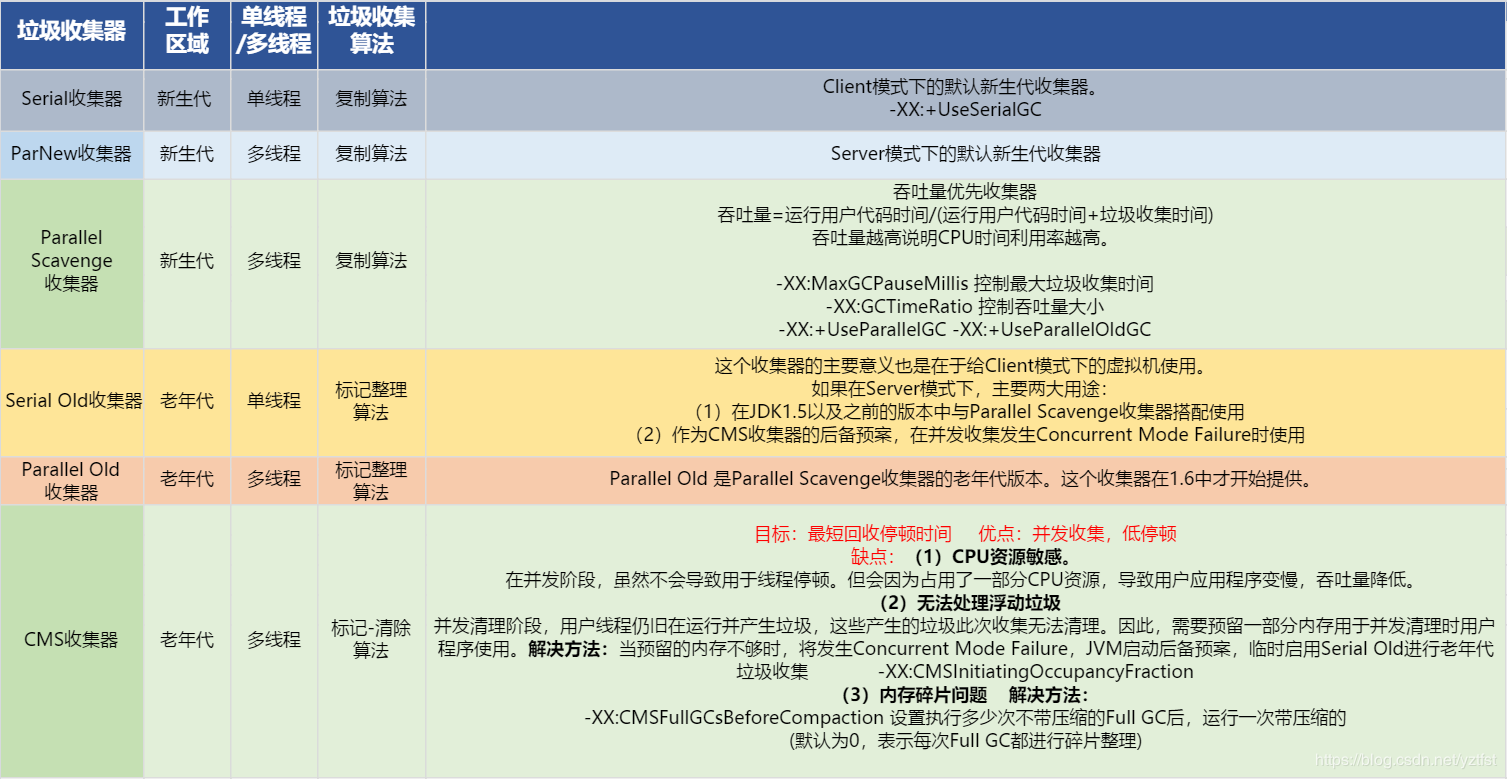 垃圾收集器 工作区域 单线程/多线程 垃圾收集算法
Serial收集器 新生代 单线程 复制算法
Client模式下的默认新生代收集器。
-XX:+UseSerialGC
ParNew收集器 新生代 多线程 复制算法 Server模式下的默认新生代收集器
Parallel
Scavenge
收集器
新生代 多线程 复制算法
吞吐量优先收集器
吞吐量=运行用户代码时间/(运行用户代码时间+垃圾收集时间)
吞吐量越高说明CPU时间利用率越高。
-XX:MaxGCPauseMillis 控制最大垃圾收集时间
-XX:GCTimeRatio 控制吞吐量大小
-XX:+UseParallelGC -XX:+UseParallelOldGC
Serial Old收集器 老年代 单线程
标记整理
算法
这个收集器的主要意义也是在于给Client模式下的虚拟机使用。
如果在Server模式下，主要两大用途：
（1）在JDK1.5以及之前的版本中与Parallel Scavenge收集器搭配使用
（2）作为CMS收集器的后备预案，在并发收集发生Concurrent Mode Failure时使用
Parallel Old
收集器
老年代 多线程
标记整理
算法
Parallel Old 是Parallel Scavenge收集器的老年代版本。这个收集器在1.6中才开始提供。
CMS收集器 老年代 多线程
标记-清除
算法
目标：最短回收停顿时间 优点：并发收集，低停顿
缺点：（1）CPU资源敏感。
在并发阶段，虽然不会导致用于线程停顿。但会因为占用了一部分CPU资源，导致用户应用程序变慢，吞吐量降低。
（2）无法处理浮动垃圾
并发清理阶段，用户线程仍旧在运行并产生垃圾，这些产生的垃圾此次收集无法清理。因此，需要预留一部分内存用于并发清理时用户
程序使用。解决方法：当预留的内存不够时，将发生Concurrent Mode Failure，JVM启动后备预案，临时启用Serial Old进行老年代
垃圾收集 -XX:CMSInitiatingOccupancyFraction
（3）内存碎片问题 解决方法：
-XX:CMSFullGCsBeforeCompaction 设置执行多少次不带压缩的Full GC后，运行一次带压缩的
(默认为0，表示每次Full GC都进行碎片整理)
https://blog.csdn.net/yztfst